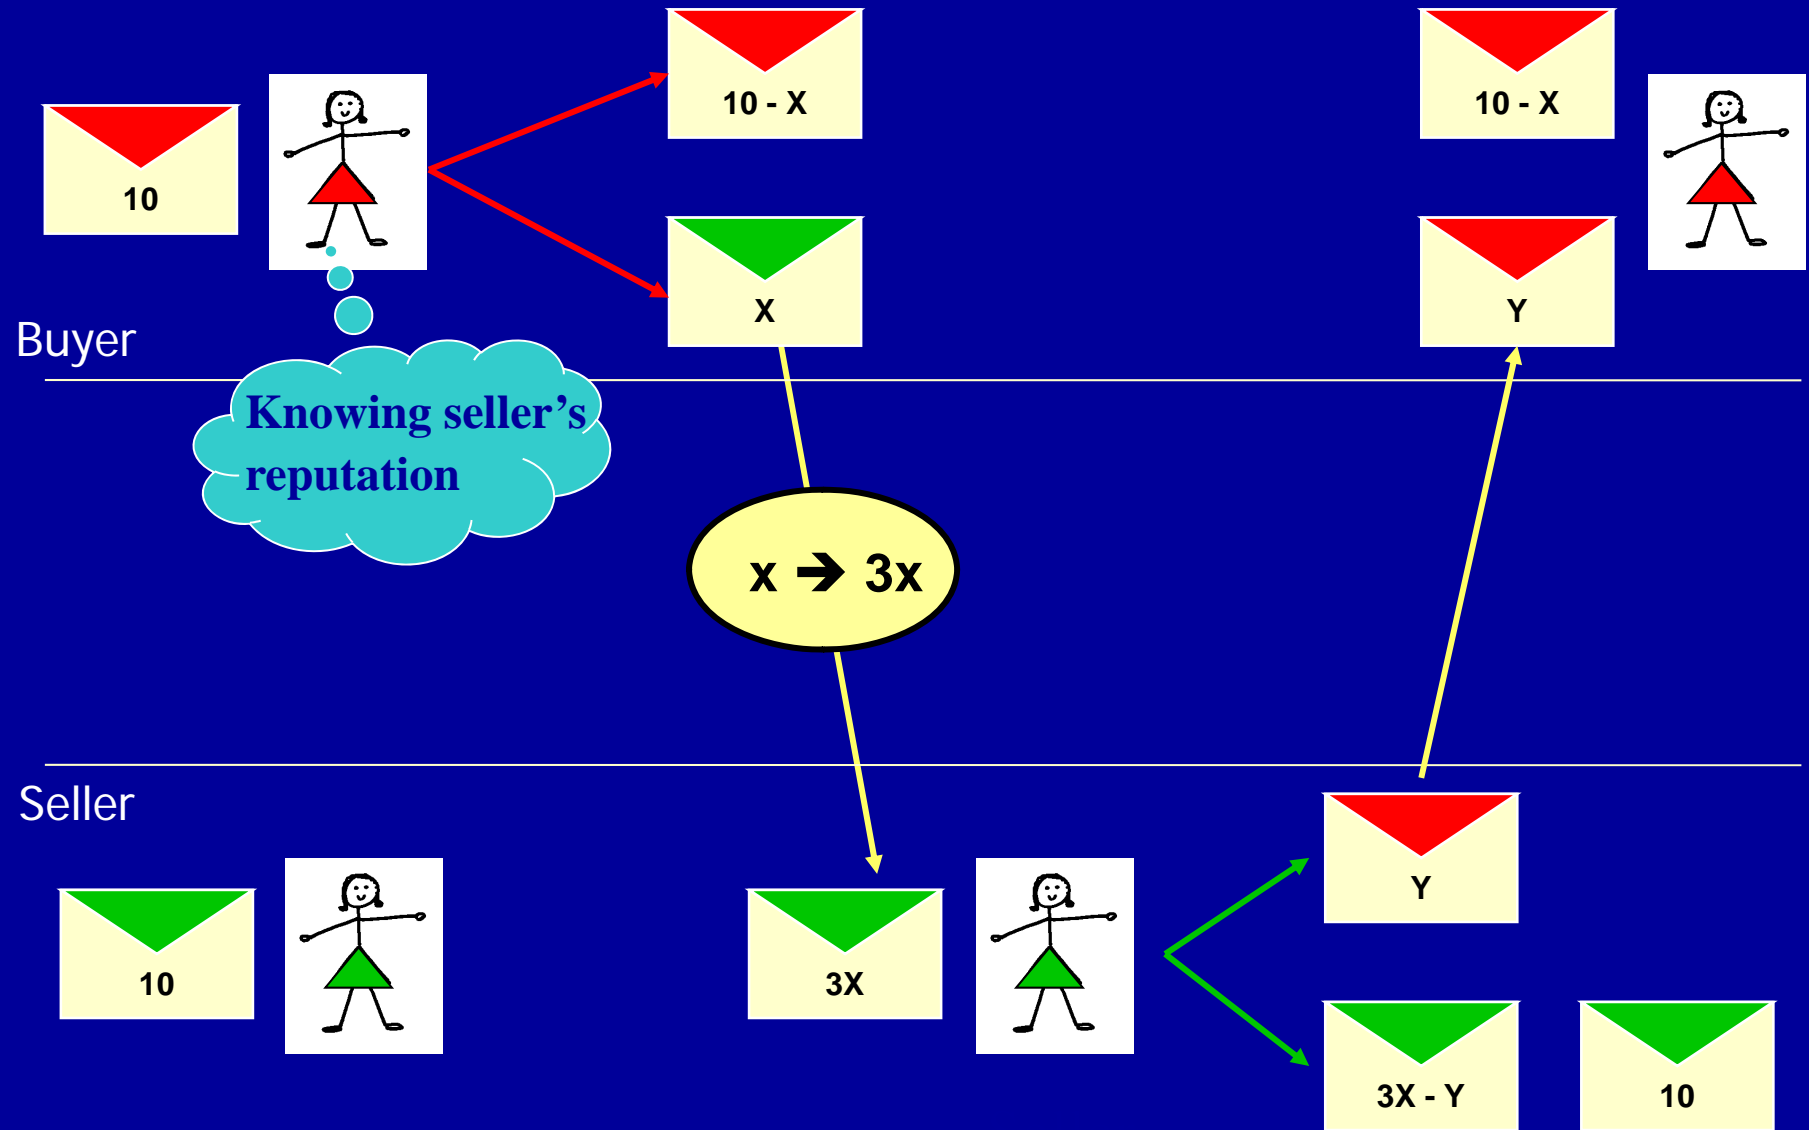 10
10 - X
10 - X
X
Y
Buyer
Knowing seller’s
reputation
x ➔ 3x
Seller
10
3X
Y
3X - Y
10